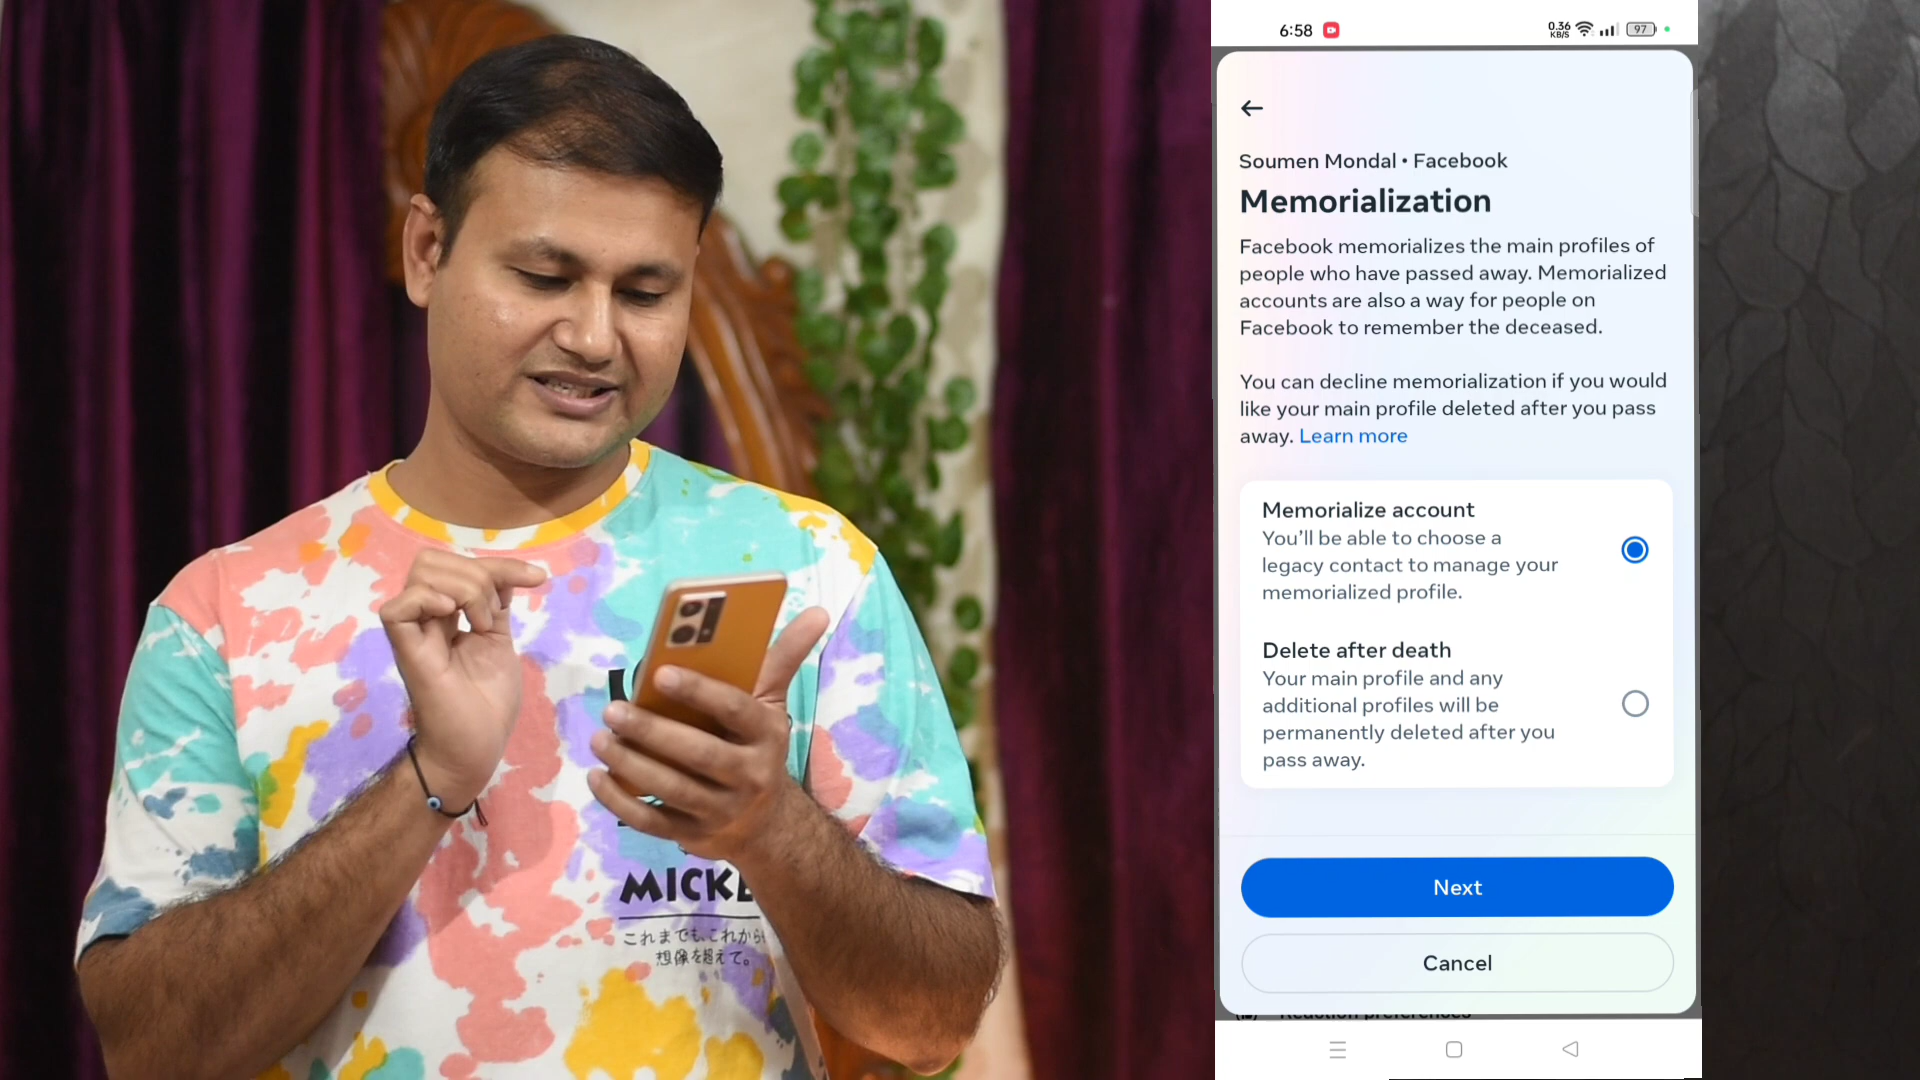 MICKE
これまでも、これから
想像を超えて。
6:58
0.36
KB/S
97
Soumen Mondal • Facebook
Memorialization
Facebook memorializes the main profiles of
people who have passed away. Memorialized
accounts are also a way for people on
Facebook to remember the deceased.
You can decline memorialization if you would
like your main profile deleted after you pass
away. Learn more
Memorialize account
You’ll be able to choose a
legacy contact to manage your
memorialized profile.
Delete after death
Your main profile and any
additional profiles will be
permanently deleted after you
pass away.
Next
Cancel
Reaction preferences